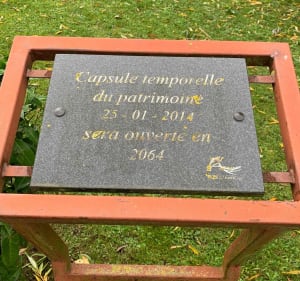 Capsule temporelle
du patrimoine
25 - 01 - 2014
sera ouverte en
2064